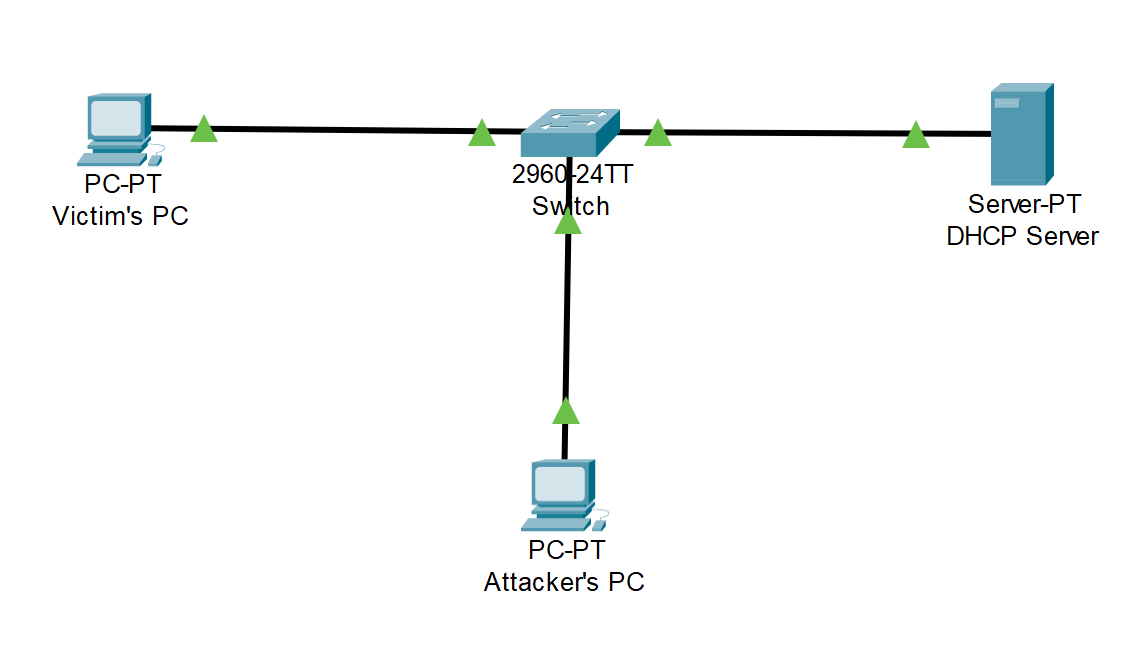 PC-PT
Victim's PC
2960-24TT
Switch
Server-PT
DHCP Server
PC-PT
Attacker's PC